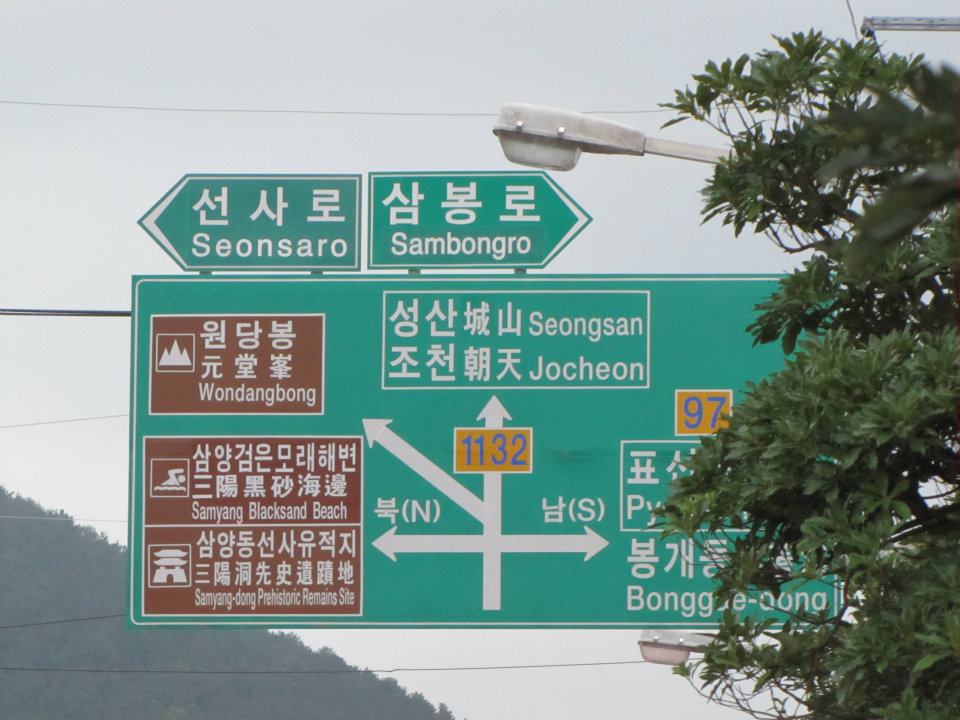 선사로
Seonsaro
삼봉로
Sambongro
원당봉
元堂峯
Wondangbong
성산城山 Seongsan
조천朝天 Jocheon
97
1132
삼양검은모래해변
三陽黑砂海邊
Samyang Blacksand Beach
북(N)
남(S)
삼양동선사유적지
三陽洞先史遺蹟地
Samyang-dong Prehistoric Remains Site